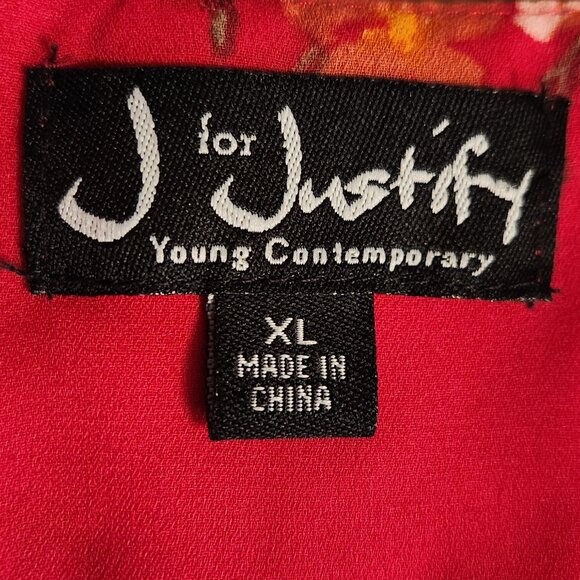 J for Justify
Young Contemporary
XL
MADE IN
CHINA